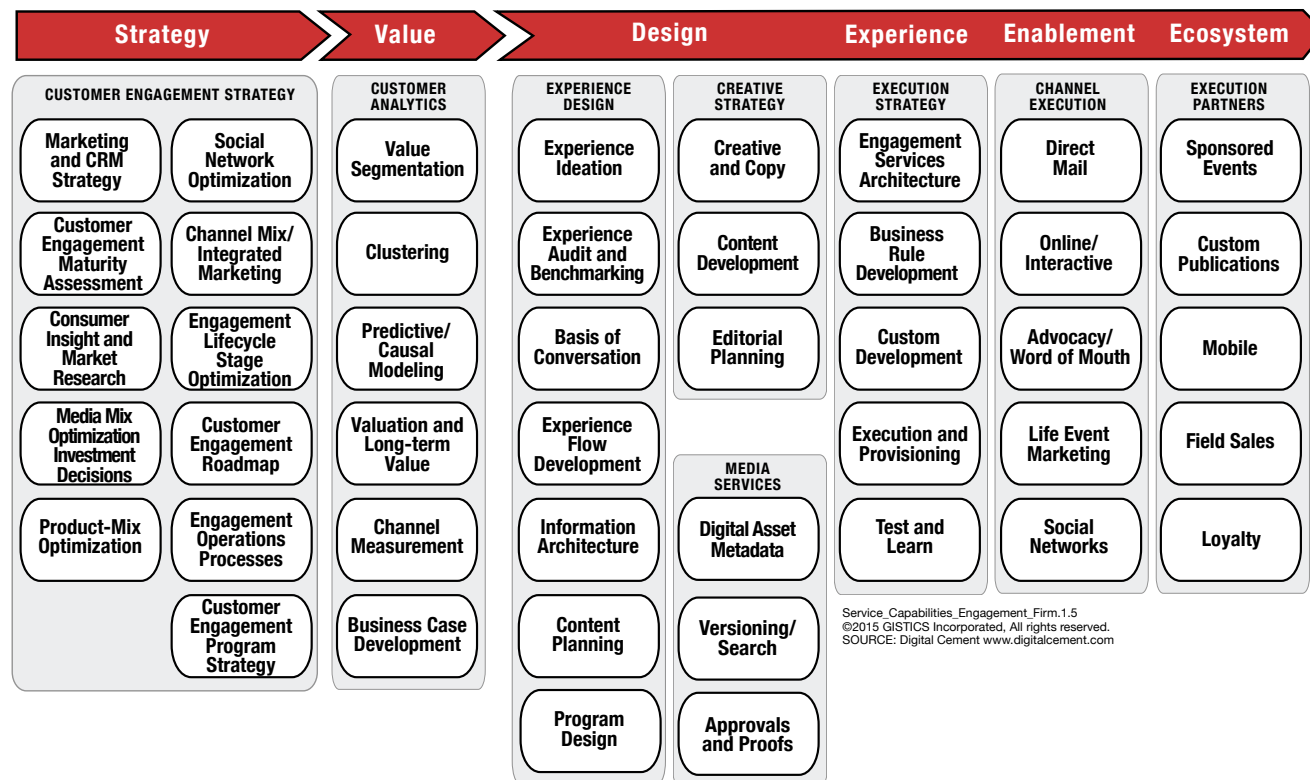 Strategy
Value
Design
Experience
Enablement
Ecosystem
CUSTOMER ENGAGEMENT STRATEGY
Marketing
and CRM
Strategy
Social
Network
Optimization
Customer
Engagement
Maturity
Assessment
Channel Mix/
Integrated
Marketing
Consumer
Insight and
Market
Research
Engagement
Lifecycle
Stage
Optimization
Media Mix
Optimization
Investment
Decisions
Customer
Engagement
Roadmap
Product-Mix
Optimization
Engagement
Operations
Processes
Customer
Engagement
Program
Strategy
CUSTOMER
ANALYTICS
Value
Segmentation
Clustering
Predictive/
Causal
Modeling
Valuation and
Long-term
Value
Channel
Measurement
Business Case
Development
EXPERIENCE
DESIGN
Experience
Ideation
Experience
Audit and
Benchmarking
Basis of
Conversation
Experience
Flow
Development
Information
Architecture
Content
Planning
Program
Design
CREATIVE
STRATEGY
Creative
and Copy
Content
Development
Editorial
Planning
MEDIA
SERVICES
Digital Asset
Metadata
Versioning/
Search
Approvals
and Proofs
EXECUTION
STRATEGY
Engagement
Services
Architecture
Business
Rule
Development
Custom
Development
Execution and
Provisioning
Test and
Learn
CHANNEL
EXECUTION
Direct
Mail
Online/
Interactive
Advocacy/
Word of Mouth
Life Event
Marketing
Social
Networks
EXECUTION
PARTNERS
Sponsored
Events
Custom
Publications
Mobile
Field Sales
Loyalty
Service_Capabilities_Engagement_Firm.1.5
©2015 GISTICS Incorporated, All rights reserved.
SOURCE: Digital Cement www.digitalcement.com